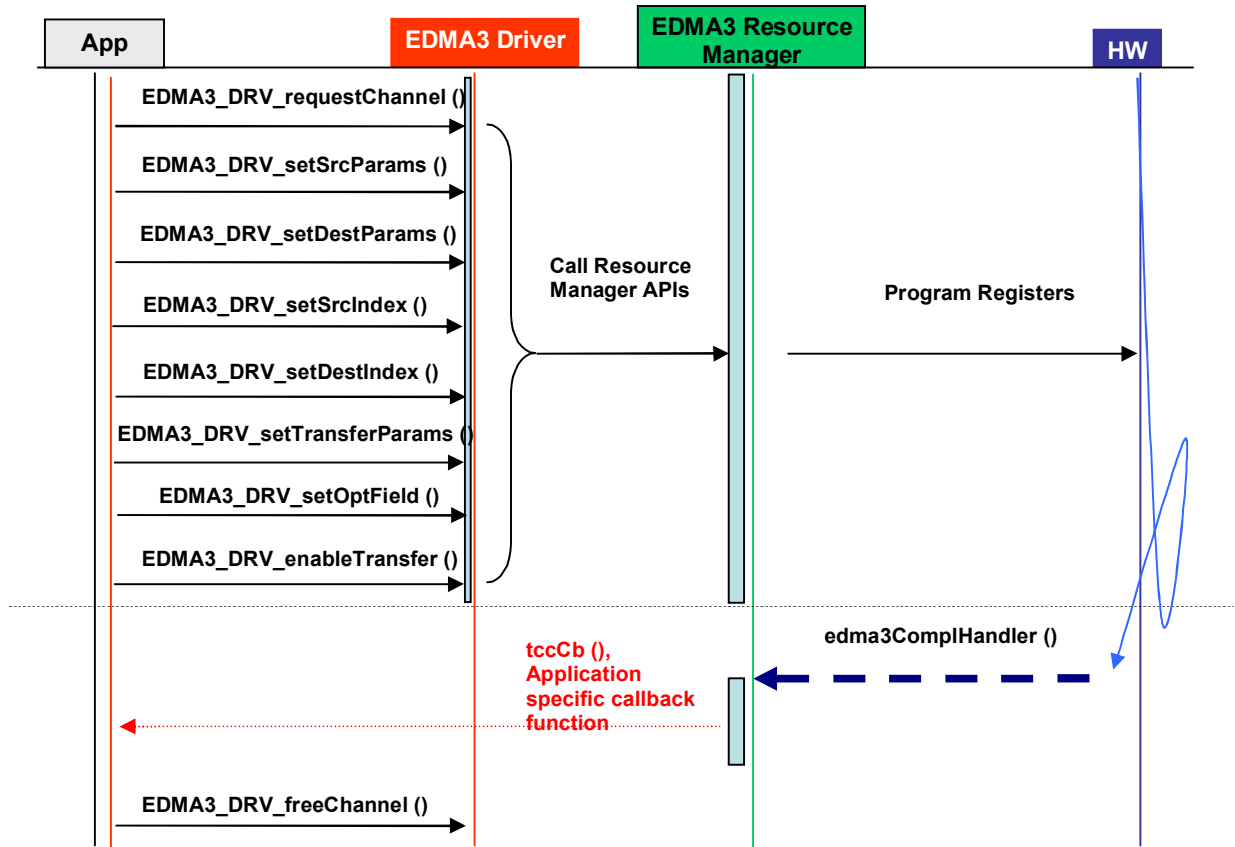 App
EDMA3 Driver
EDMA3 Resource
Manager
HW
EDMA3_DRV_requestChannel ()
EDMA3_DRV_setSrcParams ()
EDMA3_DRV_setDestParams ()
EDMA3_DRV_setSrcIndex ()
EDMA3_DRV_setDestIndex ()
EDMA3_DRV_setTransferParams ()
EDMA3_DRV_setOptField ()
EDMA3_DRV_enableTransfer ()
Call Resource
Manager APIs
Program Registers
edma3ComplHandler ()
tccCb (),
Application
specific callback
function
EDMA3_DRV_freeChannel ()